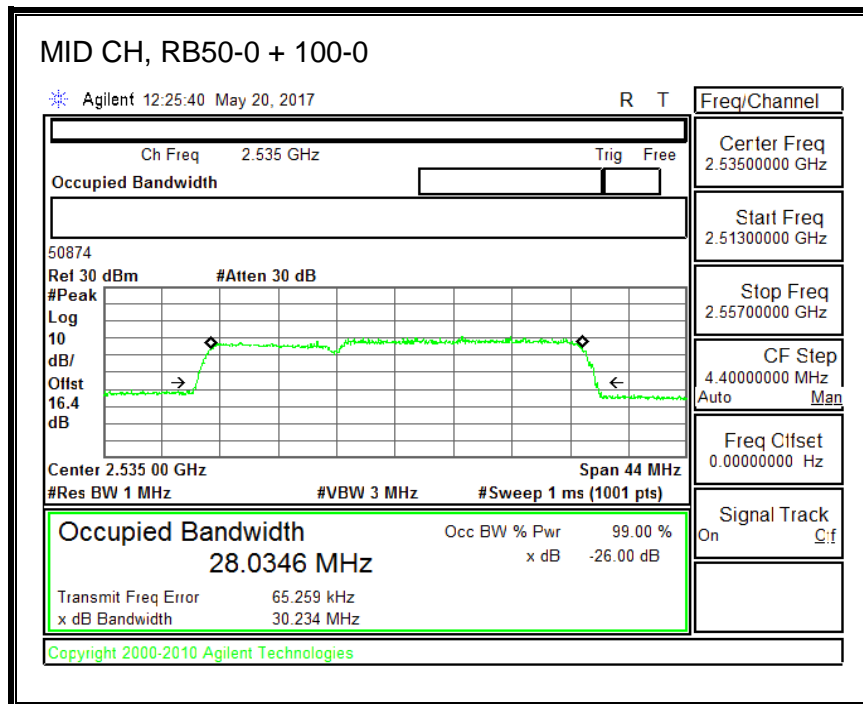 MID CH, RB50-0 + 100-0
Agilent 12:25:40 May 20, 2017 R T
Freq/Channel
Ch Freq 2.535 GHz Trig Free
Occupied Bandwidth
Center Freq
2.53500000 GHz
Start Freq
2.51300000 GHz
Stop Freq
2.55700000 GHz
CF Step
4.40000000 MHz
Auto Man
Freq Offset
0.00000000 Hz
Signal Track
On Off
50874
Ref 30 dBm #Atten 30 dB
#Peak
Log
10
dB/
Offst
16.4
dB
Center 2.535 00 GHz Span 44 MHz
#Res BW 1 MHz #VBW 3 MHz #Sweep 1 ms (1001 pts)
Occupied Bandwidth
28.0346 MHz
Occ BW % Pwr 99.00 %
x dB -26.00 dB
Transmit Freq Error 65.259 kHz
x dB Bandwidth 30.234 MHz
Copyright 2000-2010 Agilent Technologies